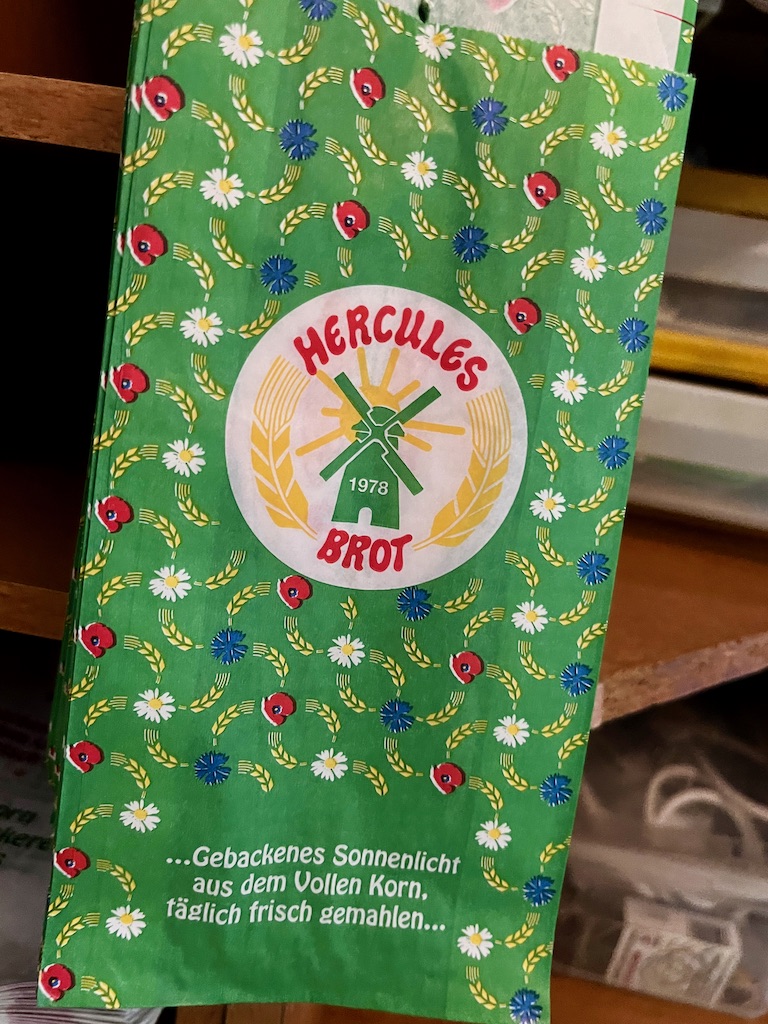 HERCULES
1978
BROT
...Gebackenes Sonnenlicht
aus dem Vollen Korn,
täglich frisch gemahlen...